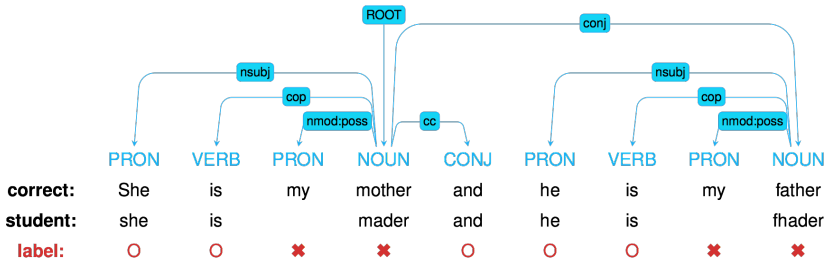 ROOT
conj
nsubj nsubj
cop cop
nmod:poss cc nmod:poss
PRON VERB PRON NOUN CONJ PRON VERB PRON NOUN
correct: She is my mother and he is my father
student: she is mader and he is fhader
label: O O ✖ ✖ O O O ✖ ✖